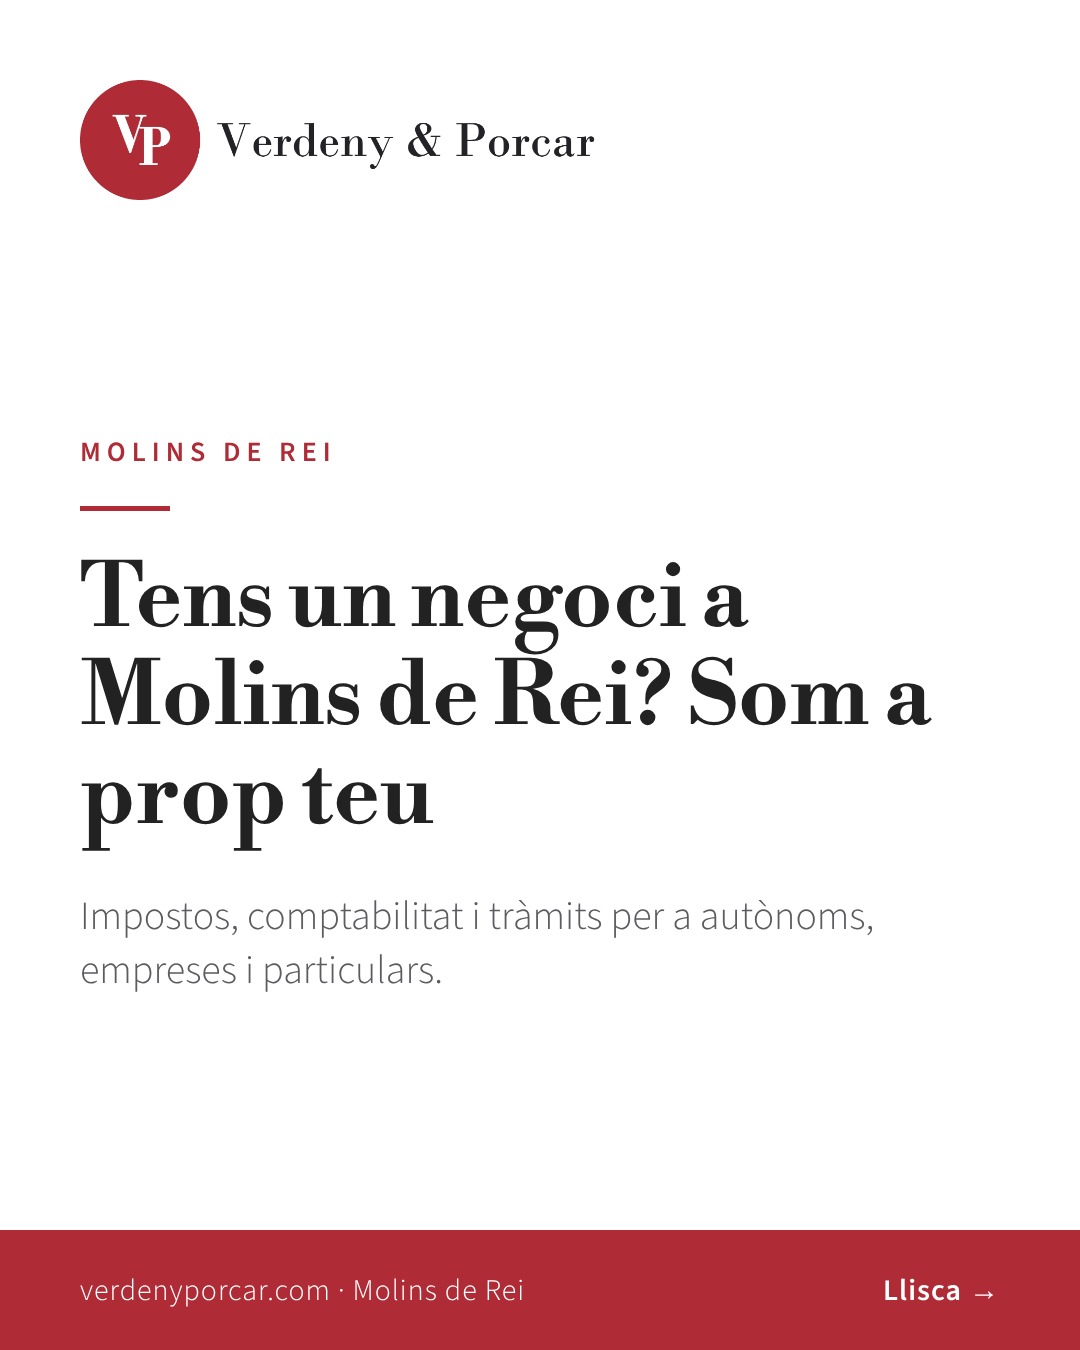 VP Verdeny & Porcar
MOLINS DE REI
Tens un negoci a
Molins de Rei? Som a
prop teu
Impostos, comptabilitat i tràmits per a autònoms,
empreses i particulars.
verdenyporcar.com · Molins de Rei
Llisca →